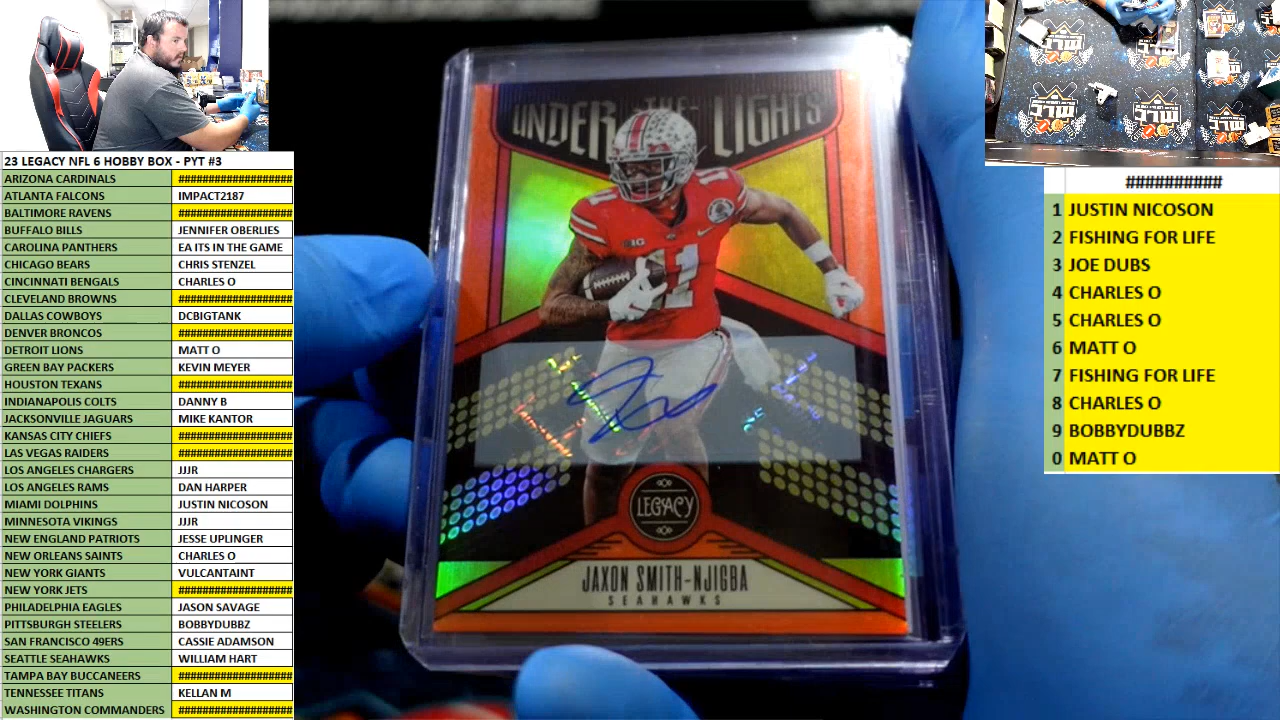 23 LEGACY NFL 6 HOBBY BOX - PYT #3
ARIZONA CARDINALS ###################
ATLANTA FALCONS IMPACT2187
BALTIMORE RAVENS ###################
BUFFALO BILLS JENNIFER OBERLIES
CAROLINA PANTHERS EA ITS IN THE GAME
CHICAGO BEARS CHRIS STENZEL
CINCINNATI BENGALS CHARLES O
CLEVELAND BROWNS ###################
DALLAS COWBOYS DCBIGTANK
DENVER BRONCOS ###################
DETROIT LIONS MATT O
GREEN BAY PACKERS KEVIN MEYER
HOUSTON TEXANS ###################
INDIANAPOLIS COLTS DANNY B
JACKSONVILLE JAGUARS MIKE KANTOR
KANSAS CITY CHIEFS ###################
LAS VEGAS RAIDERS ###################
LOS ANGELES CHARGERS JJJR
LOS ANGELES RAMS DAN HARPER
MIAMI DOLPHINS JUSTIN NICOSON
MINNESOTA VIKINGS JJJR
NEW ENGLAND PATRIOTS JESSE UPLINGER
NEW ORLEANS SAINTS CHARLES O
NEW YORK GIANTS VULCANTAINT
NEW YORK JETS ###################
PHILADELPHIA EAGLES JASON SAVAGE
PITTSBURGH STEELERS BOBBYDUBBZ
SAN FRANCISCO 49ERS CASSIE ADAMSON
SEATTLE SEAHAWKS WILLIAM HART
TAMPA BAY BUCCANEERS ###################
TENNESSEE TITANS KELLAN M
WASHINGTON COMMANDERS ###################
UNDER THE LIGHTS
B1G
11
11
LEGACY
JAXON SMITH-NJIGBA
SEAHAWKS
##########
1 JUSTIN NICOSON
2 FISHING FOR LIFE
3 JOE DUBS
4 CHARLES O
5 CHARLES O
6 MATT O
7 FISHING FOR LIFE
8 CHARLES O
9 BOBBYDUBBZ
0 MATT O